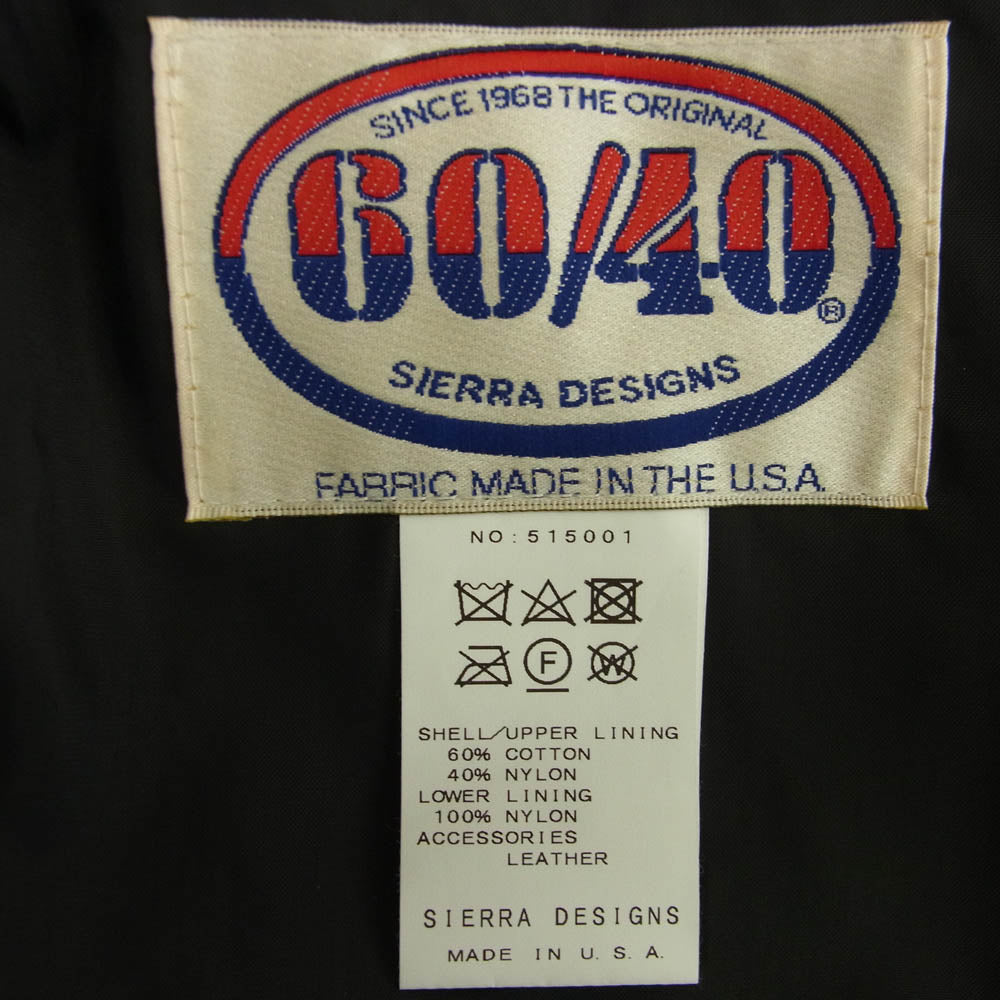 SINCE 1968 THE ORIGINAL
60/40®
SIERRA DESIGNS
FABRIC MADE IN THE U.S.A.
NO:515001
F W
SHELL/UPPER LINING
60% COTTON
40% NYLON
LOWER LINING
100% NYLON
ACCESSORIES
LEATHER
SIERRA DESIGNS
MADE IN U. S. A.